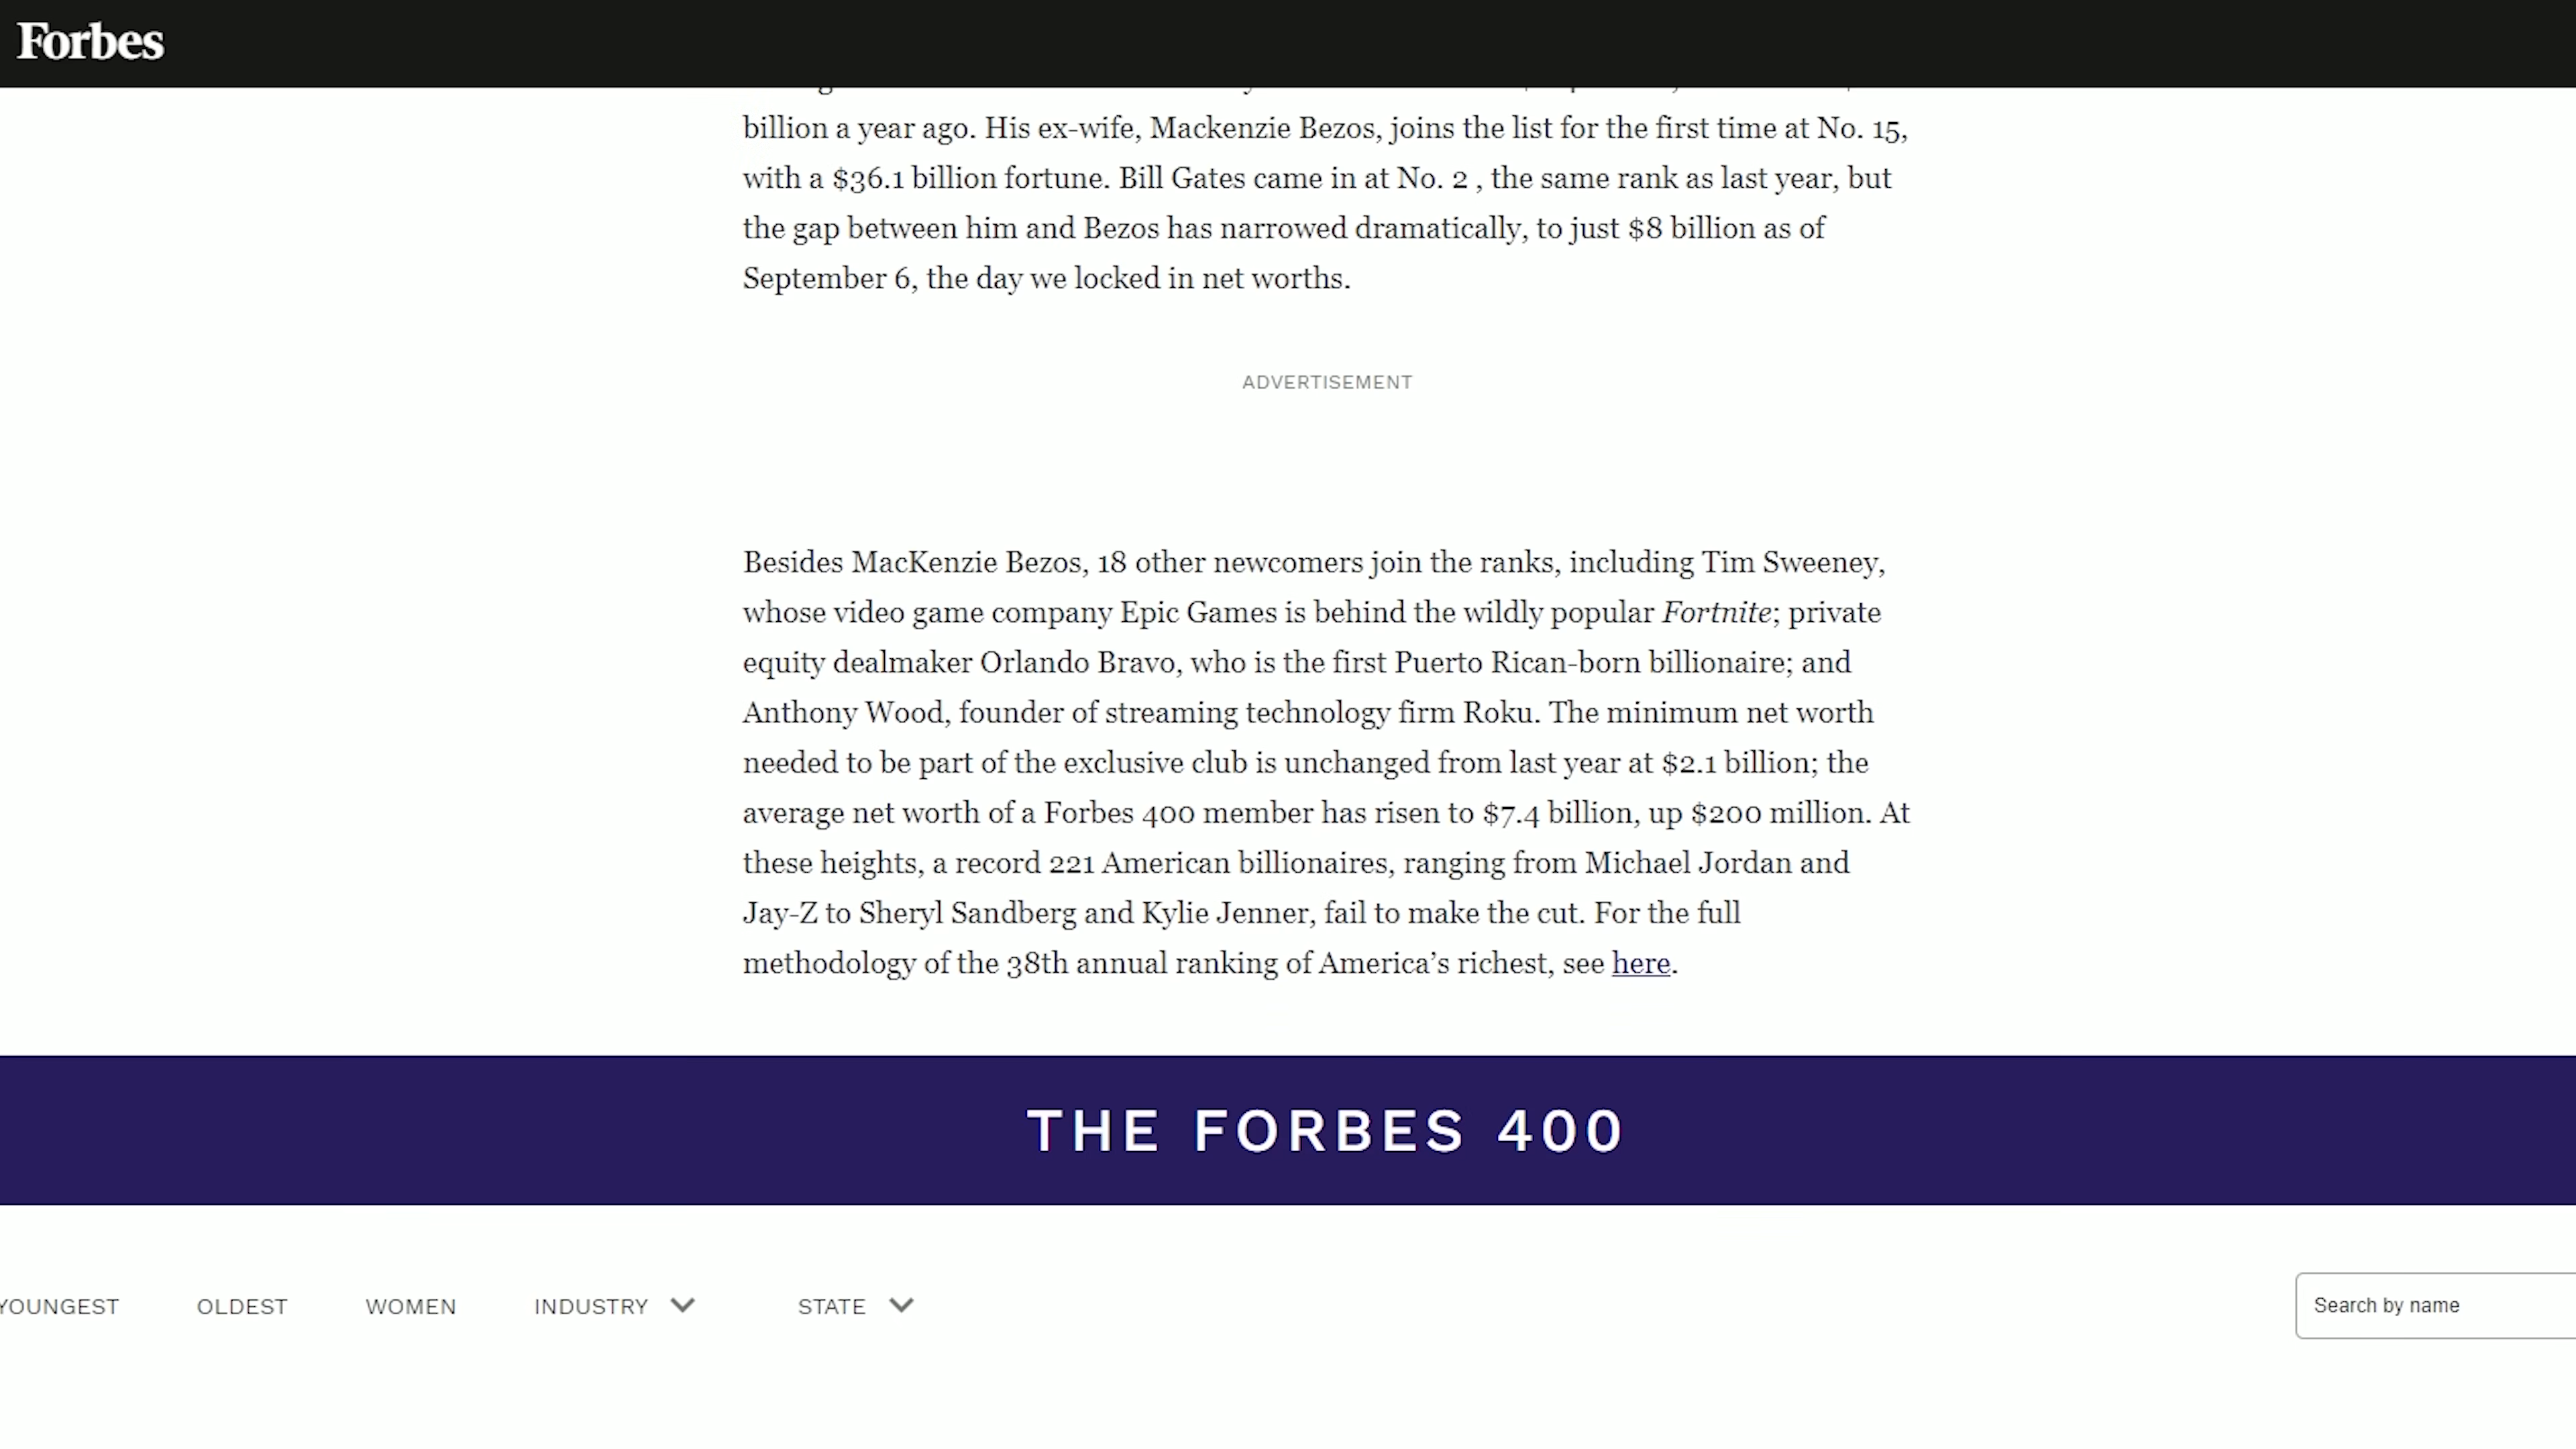 Forbes
billion a year ago. His ex-wife, Mackenzie Bezos, joins the list for the first time at No. 15,
with a $36.1 billion fortune. Bill Gates came in at No. 2 , the same rank as last year, but
the gap between him and Bezos has narrowed dramatically, to just $8 billion as of
September 6, the day we locked in net worths.
ADVERTISEMENT
Besides MacKenzie Bezos, 18 other newcomers join the ranks, including Tim Sweeney,
whose video game company Epic Games is behind the wildly popular Fortnite; private
equity dealmaker Orlando Bravo, who is the first Puerto Rican-born billionaire; and
Anthony Wood, founder of streaming technology firm Roku. The minimum net worth
needed to be part of the exclusive club is unchanged from last year at $2.1 billion; the
average net worth of a Forbes 400 member has risen to $7.4 billion, up $200 million. At
these heights, a record 221 American billionaires, ranging from Michael Jordan and
Jay-Z to Sheryl Sandberg and Kylie Jenner, fail to make the cut. For the full
methodology of the 38th annual ranking of America’s richest, see here.
THE FORBES 400
YOUNGEST OLDEST WOMEN INDUSTRY STATE Search by name